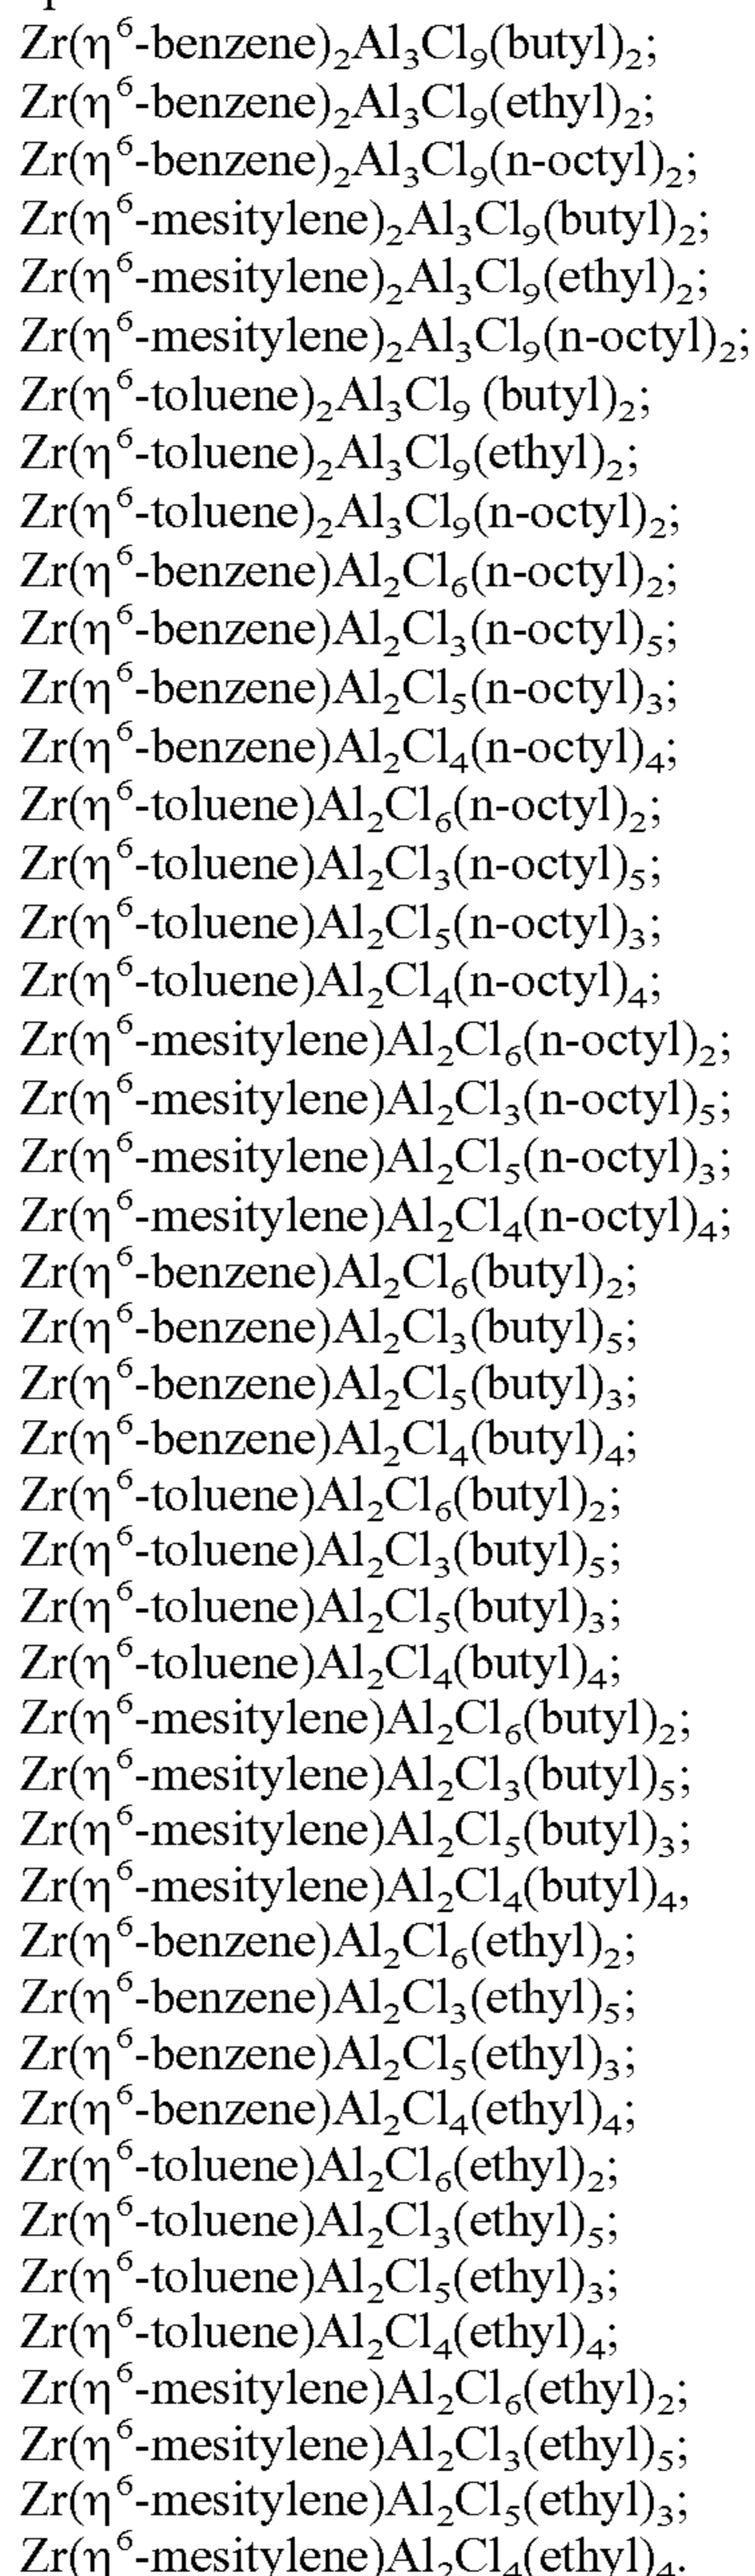 Zr(η⁶-benzene)₂Al₃Cl₉(butyl)₂;
Zr(η⁶-benzene)₂Al₃Cl₉(ethyl)₂;
Zr(η⁶-benzene)₂Al₃Cl₉(n-octyl)₂;
Zr(η⁶-mesitylene)₂Al₃Cl₉(butyl)₂;
Zr(η⁶-mesitylene)₂Al₃Cl₉(ethyl)₂;
Zr(η⁶-mesitylene)₂Al₃Cl₉(n-octyl)₂;
Zr(η⁶-toluene)₂Al₃Cl₉ (butyl)₂;
Zr(η⁶-toluene)₂Al₃Cl₉(ethyl)₂;
Zr(η⁶-toluene)₂Al₃Cl₉(n-octyl)₂;
Zr(η⁶-benzene)Al₂Cl₆(n-octyl)₂;
Zr(η⁶-benzene)Al₂Cl₃(n-octyl)₅;
Zr(η⁶-benzene)Al₂Cl₅(n-octyl)₃;
Zr(η⁶-benzene)Al₂Cl₄(n-octyl)₄;
Zr(η⁶-toluene)Al₂Cl₆(n-octyl)₂;
Zr(η⁶-toluene)Al₂Cl₃(n-octyl)₅;
Zr(η⁶-toluene)Al₂Cl₅(n-octyl)₃;
Zr(η⁶-toluene)Al₂Cl₄(n-octyl)₄;
Zr(η⁶-mesitylene)Al₂Cl₆(n-octyl)₂;
Zr(η⁶-mesitylene)Al₂Cl₃(n-octyl)₅;
Zr(η⁶-mesitylene)Al₂Cl₅(n-octyl)₃;
Zr(η⁶-mesitylene)Al₂Cl₄(n-octyl)₄;
Zr(η⁶-benzene)Al₂Cl₆(butyl)₂;
Zr(η⁶-benzene)Al₂Cl₃(butyl)₅;
Zr(η⁶-benzene)Al₂Cl₅(butyl)₃;
Zr(η⁶-benzene)Al₂Cl₄(butyl)₄;
Zr(η⁶-toluene)Al₂Cl₆(butyl)₂;
Zr(η⁶-toluene)Al₂Cl₃(butyl)₅;
Zr(η⁶-toluene)Al₂Cl₅(butyl)₃;
Zr(η⁶-toluene)Al₂Cl₄(butyl)₄;
Zr(η⁶-mesitylene)Al₂Cl₆(butyl)₂;
Zr(η⁶-mesitylene)Al₂Cl₃(butyl)₅;
Zr(η⁶-mesitylene)Al₂Cl₅(butyl)₃;
Zr(η⁶-mesitylene)Al₂Cl₄(butyl)₄,
Zr(η⁶-benzene)Al₂Cl₆(ethyl)₂;
Zr(η⁶-benzene)Al₂Cl₃(ethyl)₅;
Zr(η⁶-benzene)Al₂Cl₅(ethyl)₃;
Zr(η⁶-benzene)Al₂Cl₄(ethyl)₄;
Zr(η⁶-toluene)Al₂Cl₆(ethyl)₂;
Zr(η⁶-toluene)Al₂Cl₃(ethyl)₅;
Zr(η⁶-toluene)Al₂Cl₅(ethyl)₃;
Zr(η⁶-toluene)Al₂Cl₄(ethyl)₄;
Zr(η⁶-mesitylene)Al₂Cl₆(ethyl)₂;
Zr(η⁶-mesitylene)Al₂Cl₃(ethyl)₅;
Zr(η⁶-mesitylene)Al₂Cl₅(ethyl)₃;
Zr(η⁶-mesitylene)Al₂Cl₄(ethyl)₄.